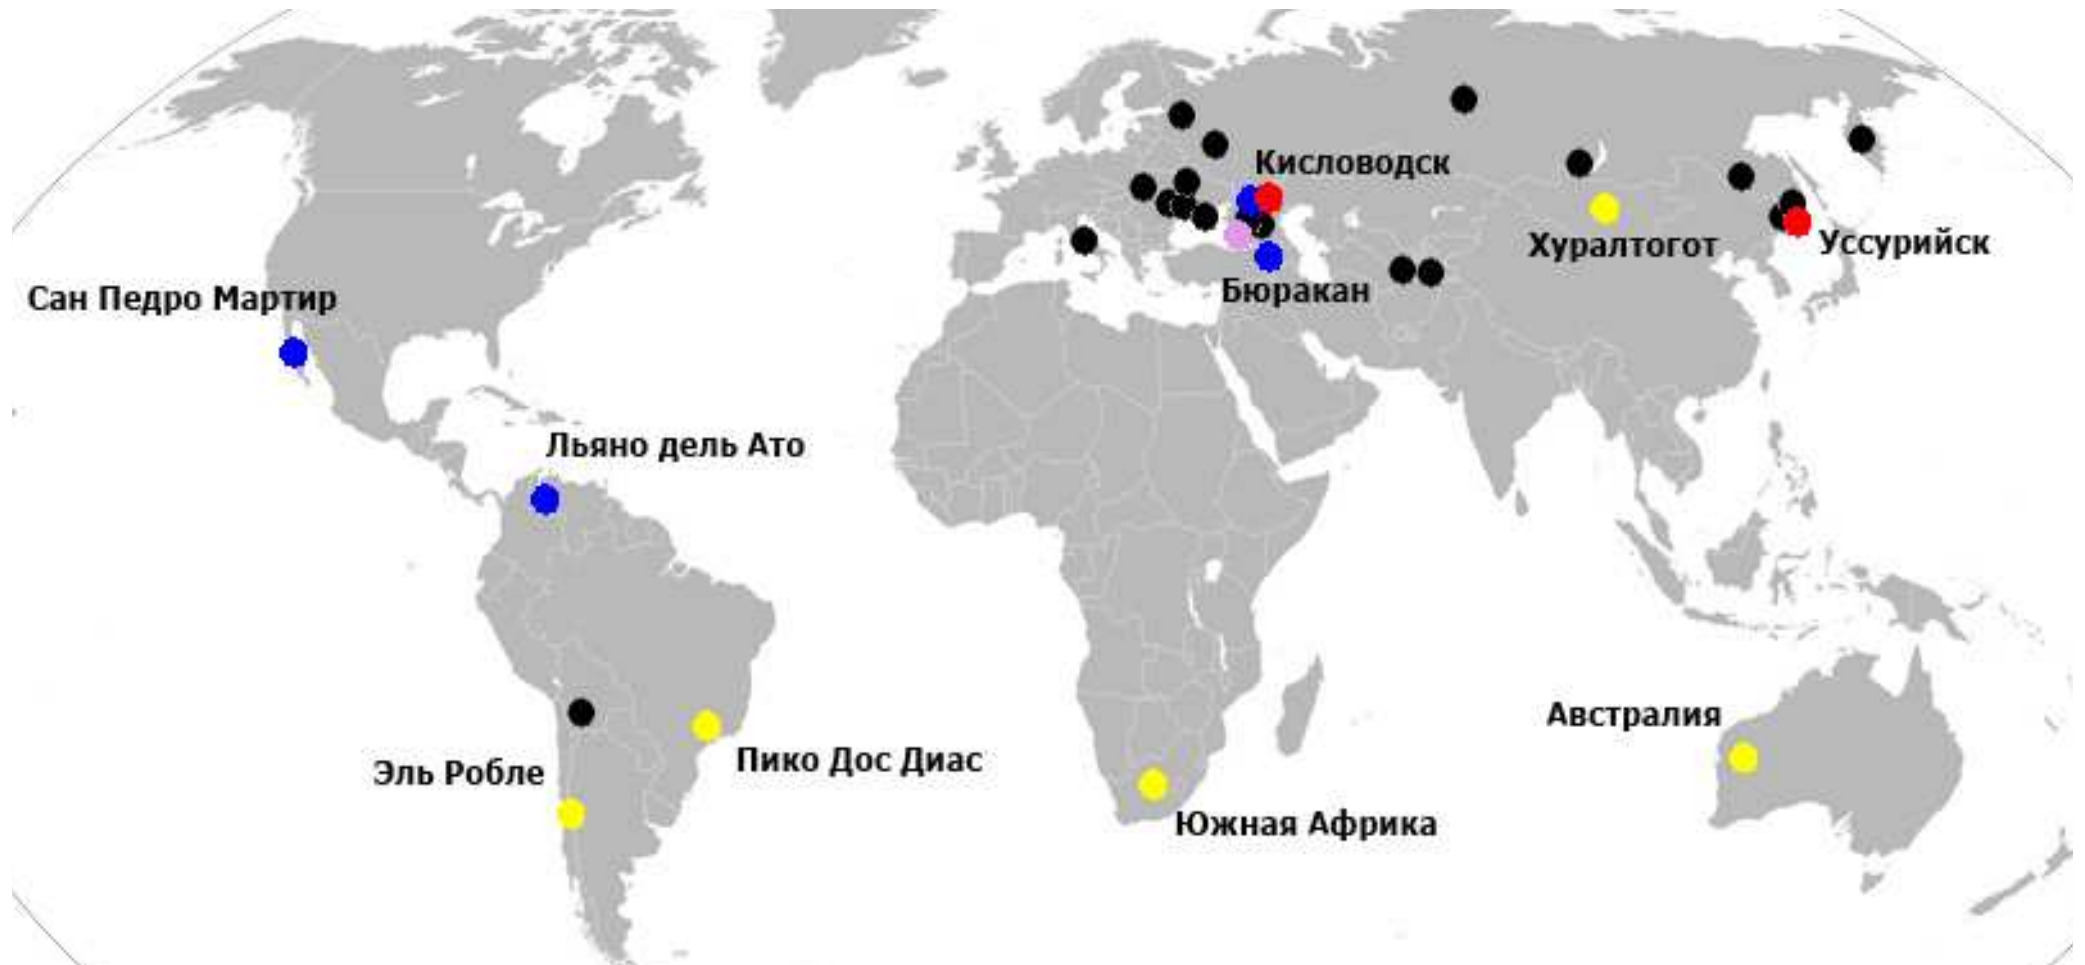 Кисловодск
Хуралтогот
Уссурийск
Бюракан
Сан Педро Мартир
Льяно дель Ато
Австралия
Эль Робле
Пико Дос Диас
Южная Африка